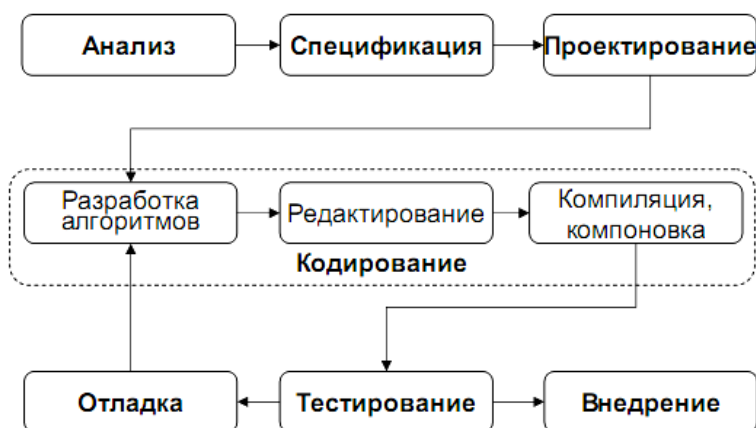 Анализ
Спецификация
Проектирование
Разработка
алгоритмов
Редактирование
Компиляция,
компоновка
Кодирование
Отладка
Тестирование
Внедрение